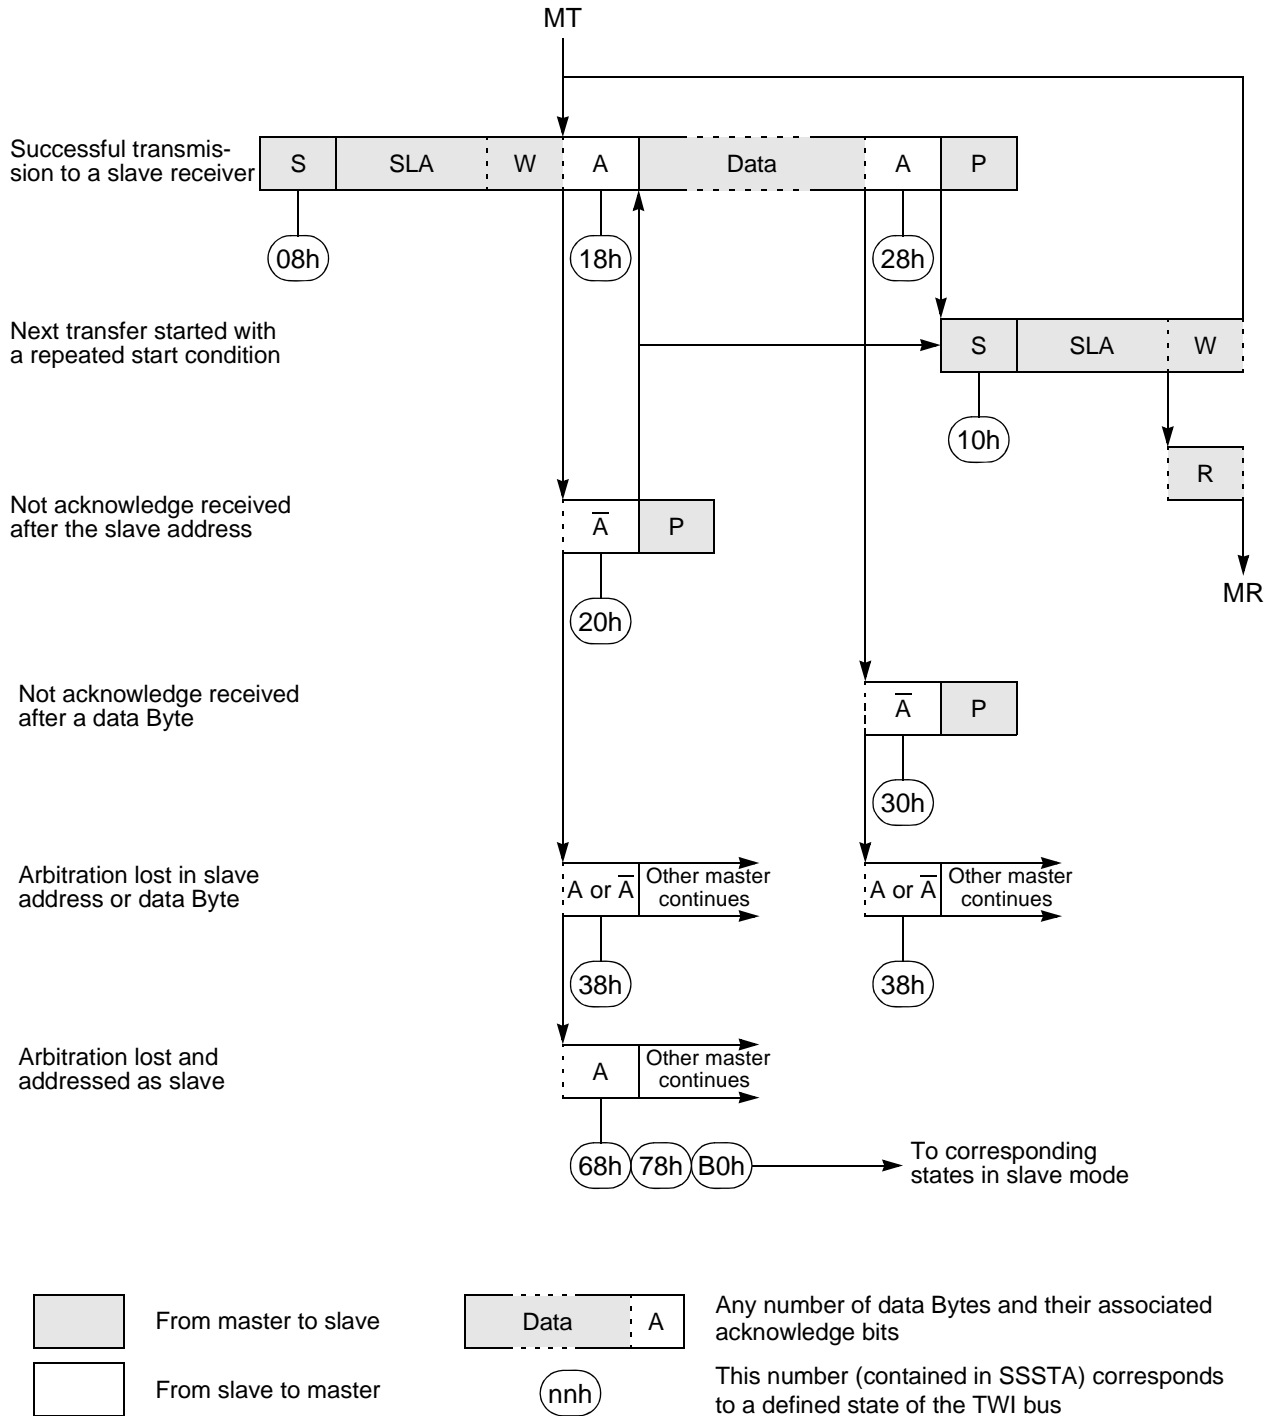 MT
Successful transmis-
sion to a slave receiver
S SLA W A Data A P
08h 18h 28h
Next transfer started with
a repeated start condition
S SLA W
10h
R
MR
Not acknowledge received
after the slave address
A̅ P
20h
Not acknowledge received
after a data Byte
A̅ P
30h
Arbitration lost in slave
address or data Byte
A or A̅ Other master
continues
A or A̅ Other master
continues
38h 38h
Arbitration lost and
addressed as slave
A Other master
continues
68h 78h B0h
To corresponding
states in slave mode
From master to slave
Data A
Any number of data Bytes and their associated
acknowledge bits
From slave to master
nnh
This number (contained in SSSTA) corresponds
to a defined state of the TWI bus